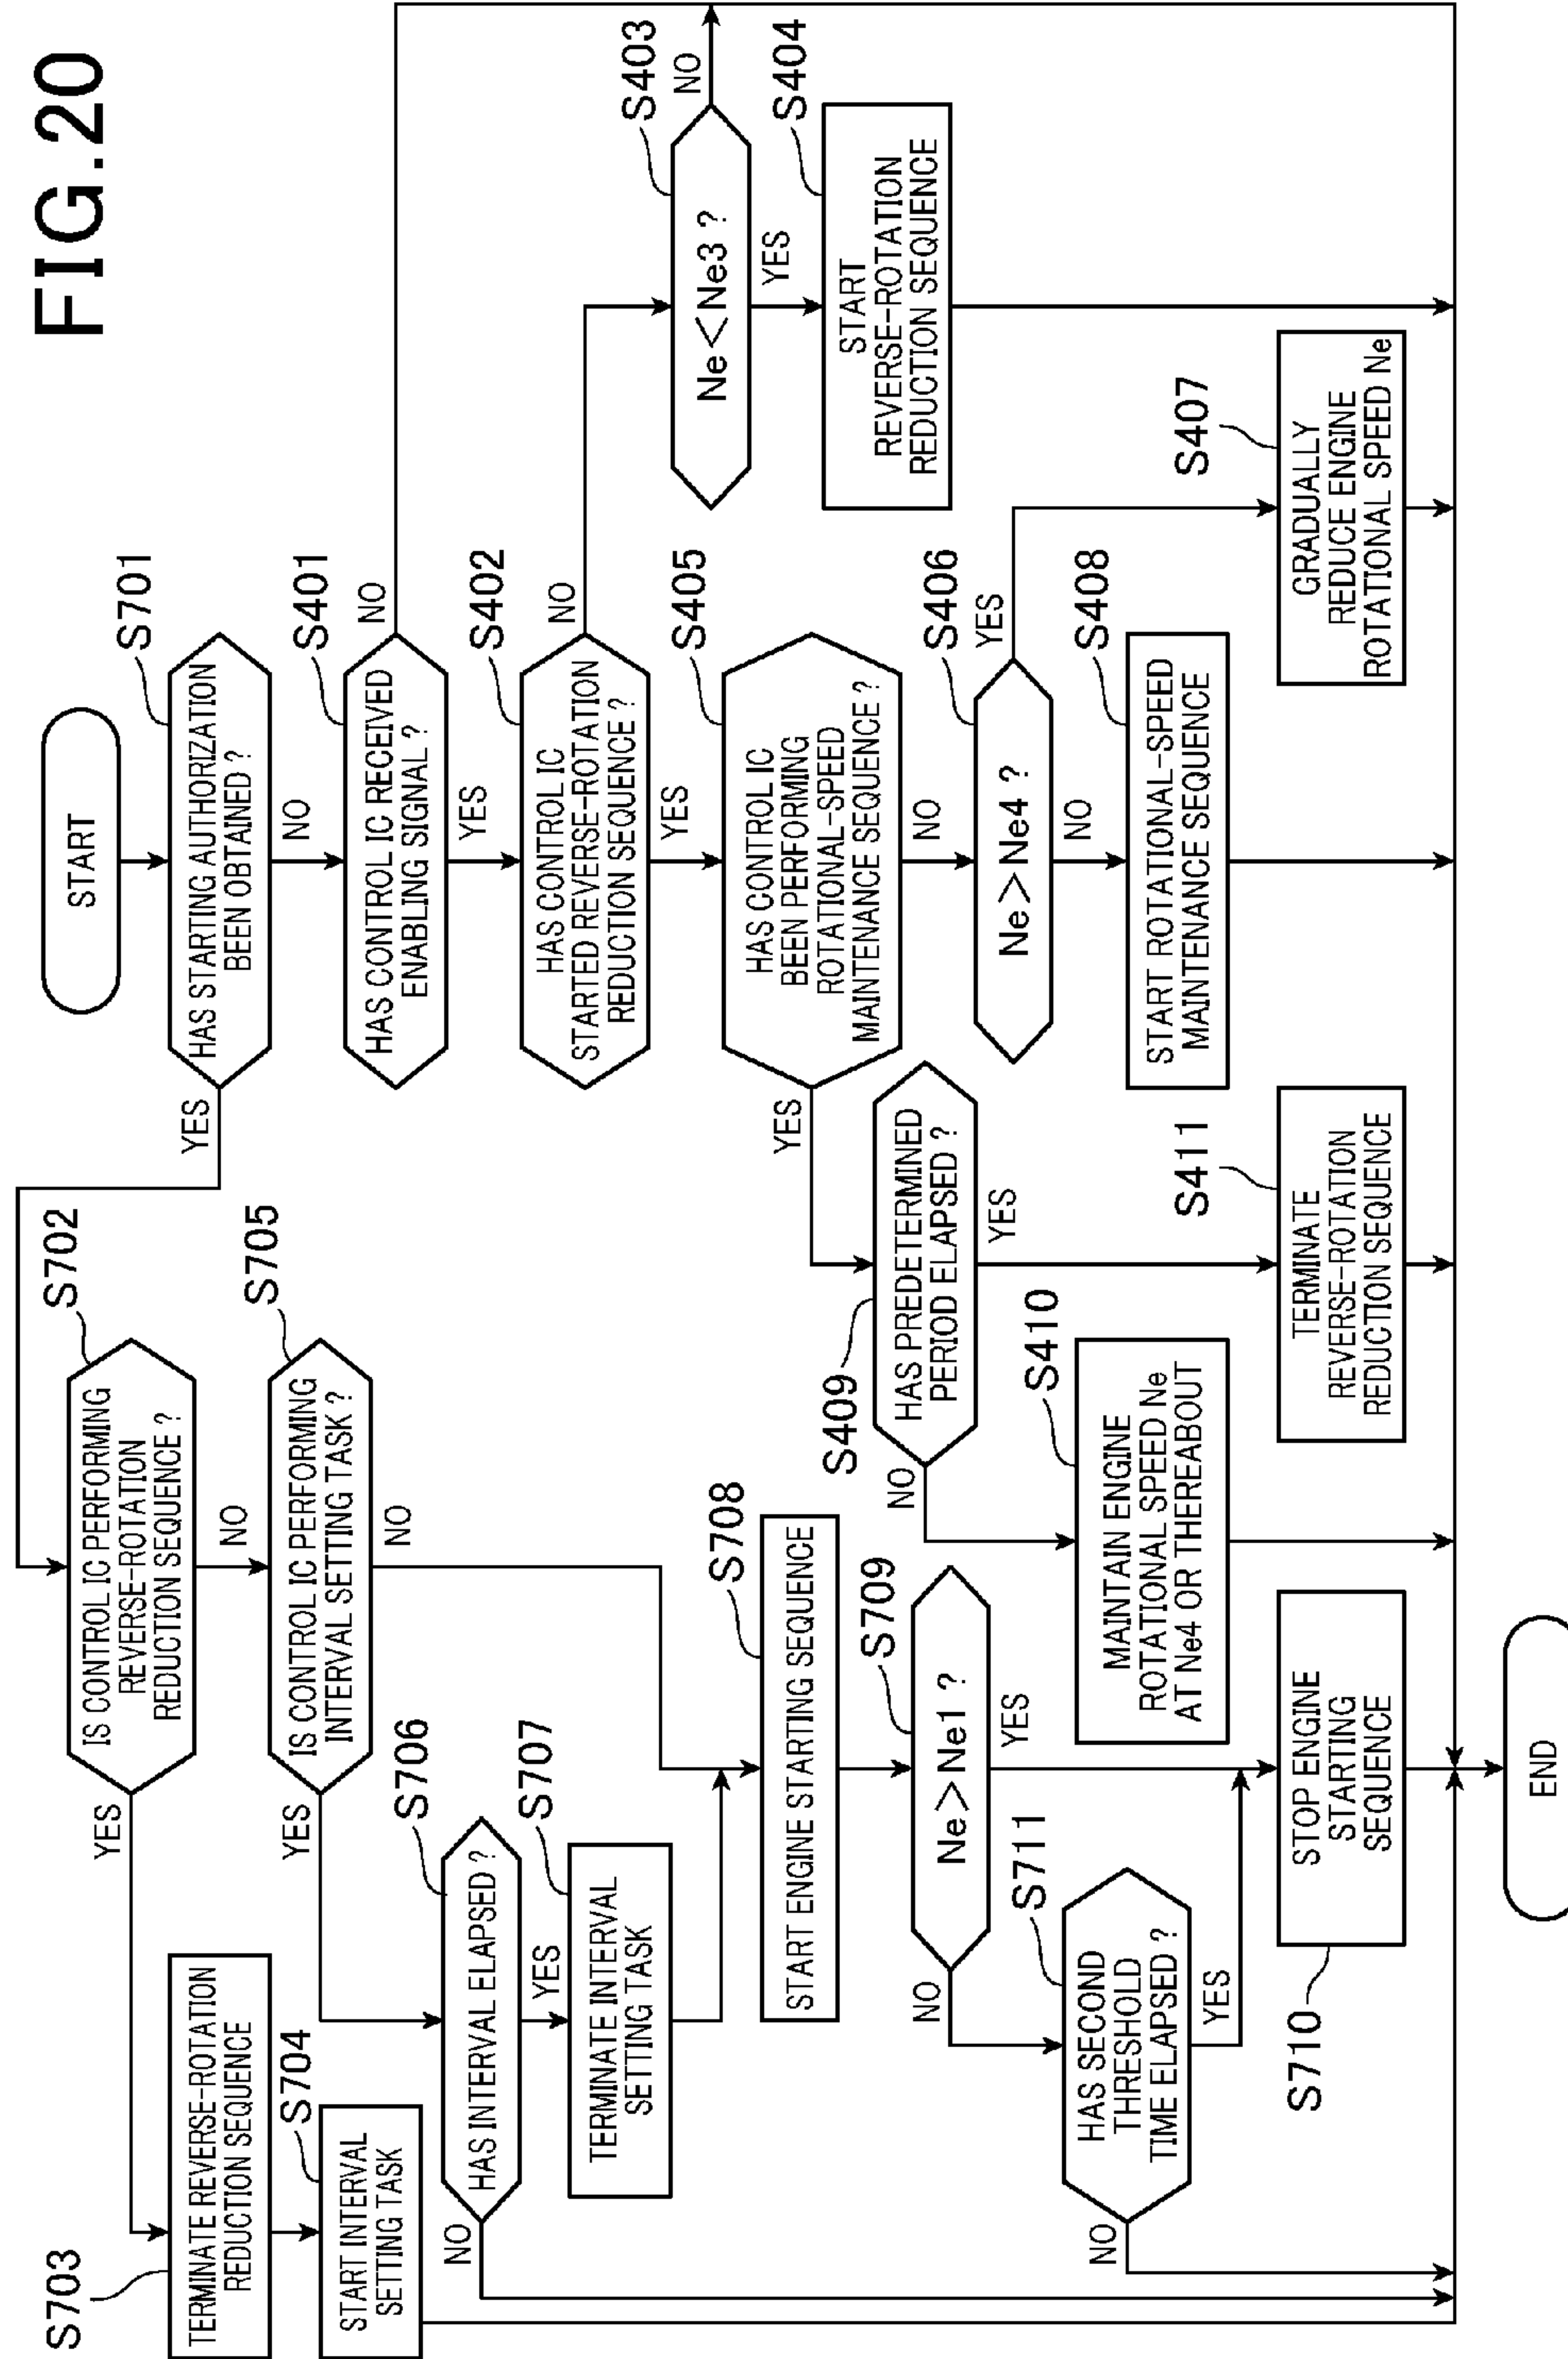 FIG.20
START
S701
HAS STARTING AUTHORIZATION
BEEN OBTAINED ?
YES
NO
S702
IS CONTROL IC PERFORMING
REVERSE-ROTATION
REDUCTION SEQUENCE ?
YES
NO
S703
TERMINATE REVERSE-ROTATION
REDUCTION SEQUENCE
S704
START INTERVAL
SETTING TASK
S705
IS CONTROL IC PERFORMING
INTERVAL SETTING TASK ?
YES
NO
S706
HAS INTERVAL ELAPSED ?
NO
YES
S707
TERMINATE INTERVAL
SETTING TASK
S708
START ENGINE STARTING SEQUENCE
S709
Ne>Ne1 ?
NO
YES
S711
HAS SECOND
THRESHOLD
TIME ELAPSED ?
NO
YES
S710
STOP ENGINE
STARTING
SEQUENCE
S401
HAS CONTROL IC RECEIVED
ENABLING SIGNAL ?
NO
YES
S402
HAS CONTROL IC
STARTED REVERSE-ROTATION
REDUCTION SEQUENCE ?
NO
YES
S403
Ne<Ne3 ?
NO
YES
S404
START
REVERSE-ROTATION
REDUCTION SEQUENCE
S405
HAS CONTROL IC
BEEN PERFORMING
ROTATIONAL-SPEED
MAINTENANCE SEQUENCE ?
YES
NO
S406
Ne>Ne4 ?
YES
NO
S407
GRADUALLY
REDUCE ENGINE
ROTATIONAL SPEED Ne
S408
START ROTATIONAL-SPEED
MAINTENANCE SEQUENCE
S409
HAS PREDETERMINED
PERIOD ELAPSED ?
NO
YES
S410
MAINTAIN ENGINE
ROTATIONAL SPEED Ne
AT Ne4 OR THEREABOUT
S411
TERMINATE
REVERSE-ROTATION
REDUCTION SEQUENCE
END